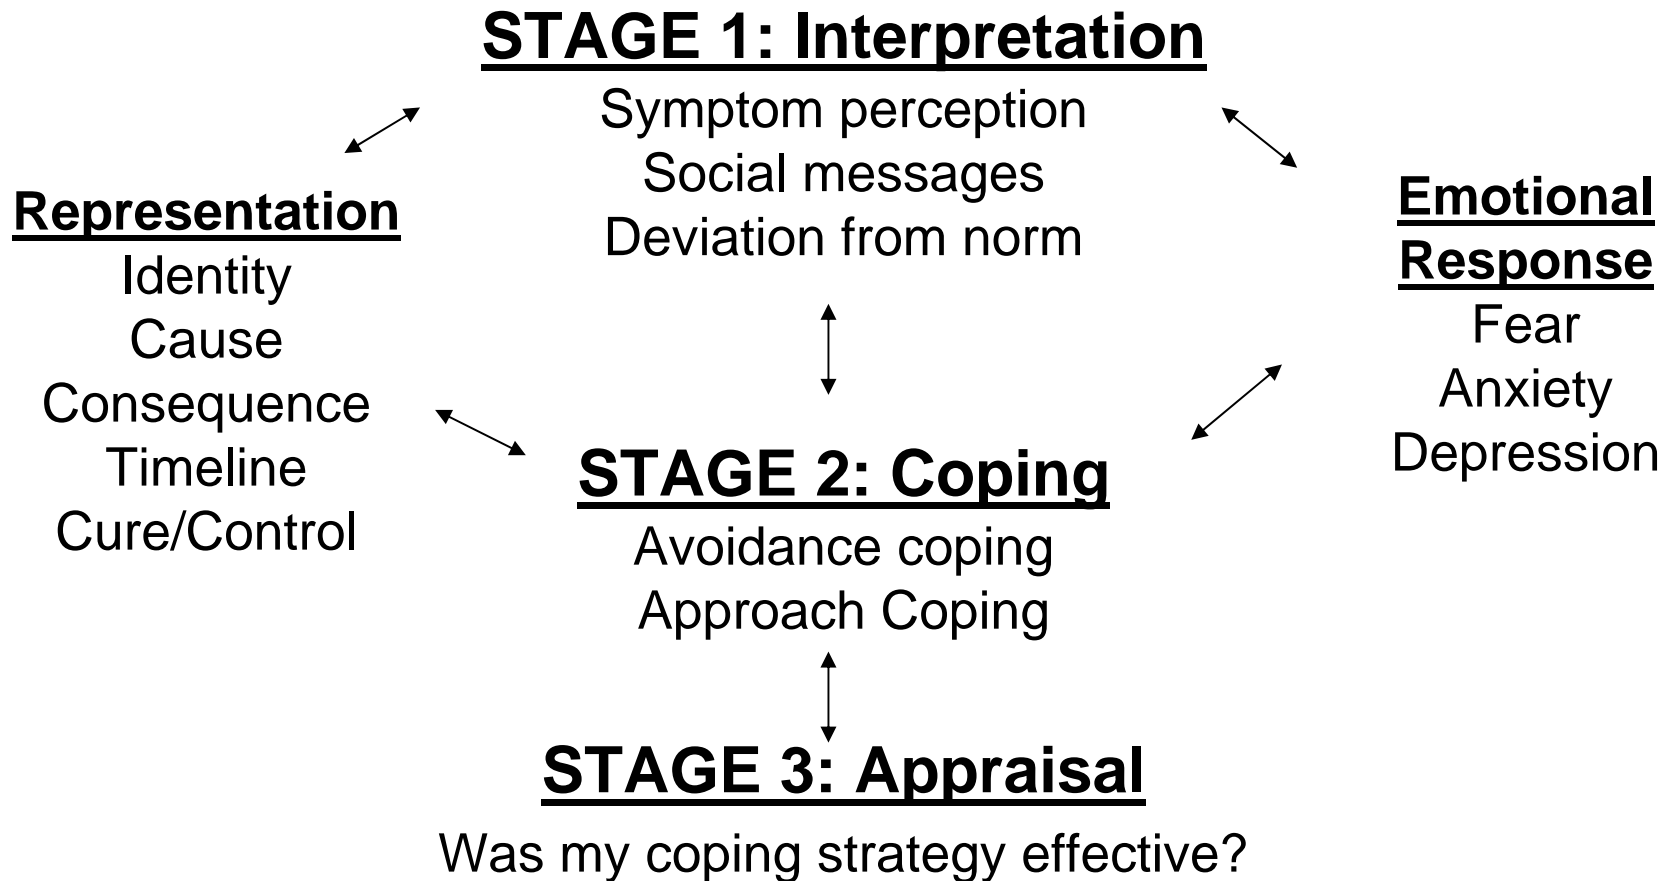 STAGE 1: Interpretation
Symptom perception
Social messages
Deviation from norm
Representation
Identity
Cause
Consequence
Timeline
Cure/Control
Emotional
Response
Fear
Anxiety
Depression
STAGE 2: Coping
Avoidance coping
Approach Coping
STAGE 3: Appraisal
Was my coping strategy effective?